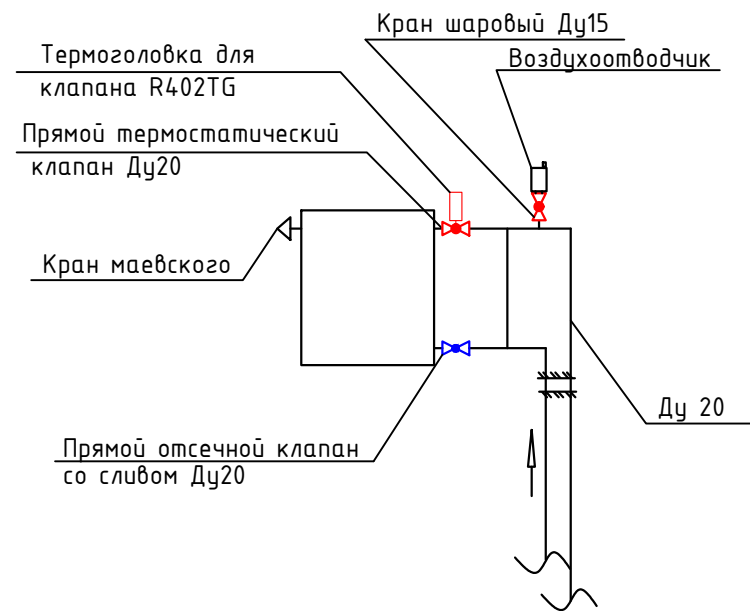 Кран шаровый Ду15
Термоголовка для
клапана R402TG
Воздухоотводчик
Прямой термостатический
клапан Ду20
Кран маевского
Ду 20
Прямой отсечной клапан
со сливом Ду20